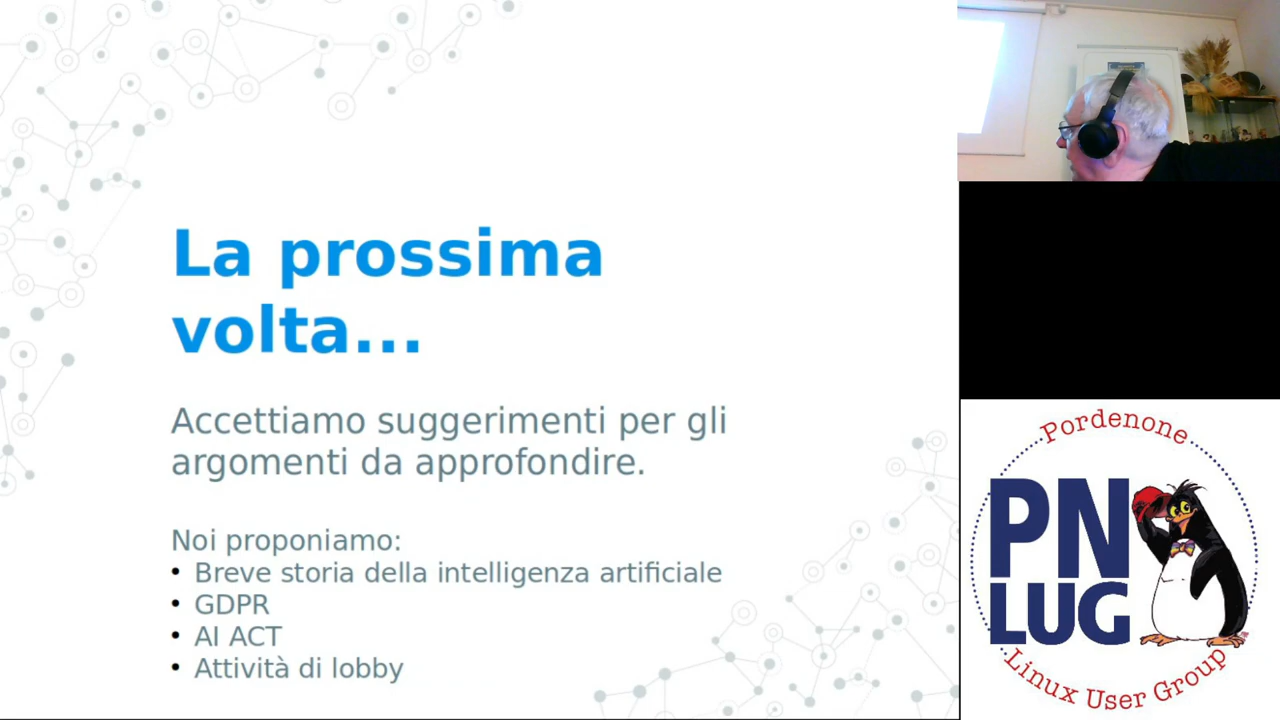 La prossima
volta...
Accettiamo suggerimenti per gli
argomenti da approfondire.
Noi proponiamo:
• Breve storia della intelligenza artificiale
• GDPR
• AI ACT
• Attività di lobby
Pordenone
PN
LUG
Linux User Group